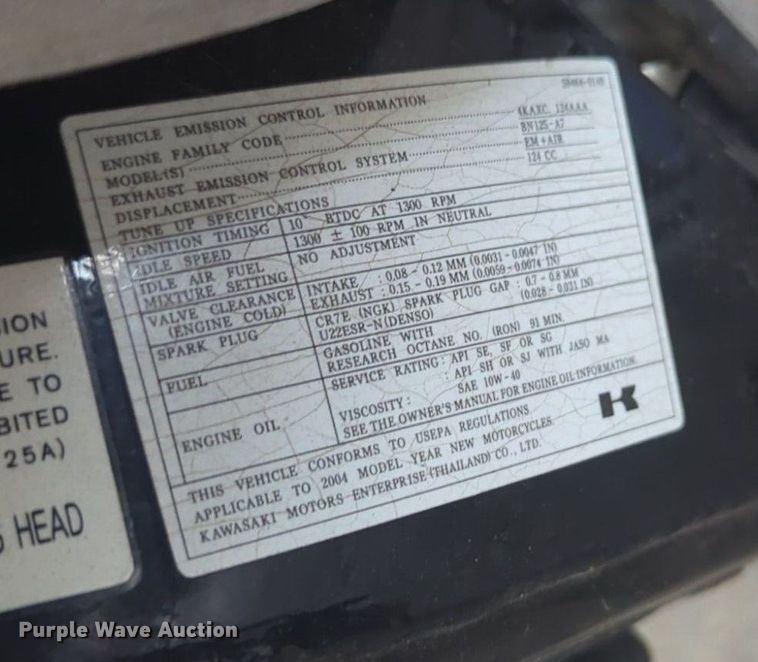 VEHICLE EMISSION CONTROL INFORMATION
ENGINE FAMILY CODE 4KAXC. 124AAA
MODEL(S) BN125-A7
EXHAUST EMISSION CONTROL SYSTEM EM+AIR
DISPLACEMENT 124 CC
TUNE UP SPECIFICATIONS
IGNITION TIMING 10° BTDC AT 1300 RPM
IDLE SPEED 1300 ± 100 RPM IN NEUTRAL
IDLE AIR FUEL
MIXTURE SETTING NO ADJUSTMENT
VALVE CLEARANCE INTAKE : 0.08 - 0.12 MM (0.0031 - 0.0047 IN)
(ENGINE COLD) EXHAUST : 0.15 - 0.19 MM (0.0059 - 0.0074 IN)
SPARK PLUG CR7E (NGK) SPARK PLUG GAP : 0.7 - 0.8 MM
U22ESR-N(DENSO) (0.028 - 0.031 IN)
FUEL GASOLINE WITH
RESEARCH OCTANE NO. (RON) 91 MIN.
ENGINE OIL SERVICE RATING : API SE, SF OR SG
: API SH OR SJ WITH JASO MA
VISCOSITY : SAE 10W-40
SEE THE OWNER'S MANUAL FOR ENGINE OIL INFORMATION.
THIS VEHICLE CONFORMS TO USEPA REGULATIONS
APPLICABLE TO 2004 MODEL YEAR NEW MOTORCYCLES.
KAWASAKI MOTORS ENTERPRISE (THAILAND) CO., LTD.
K
ION
URE.
E TO
BITED
25A)
HEAD
Purple Wave Auction